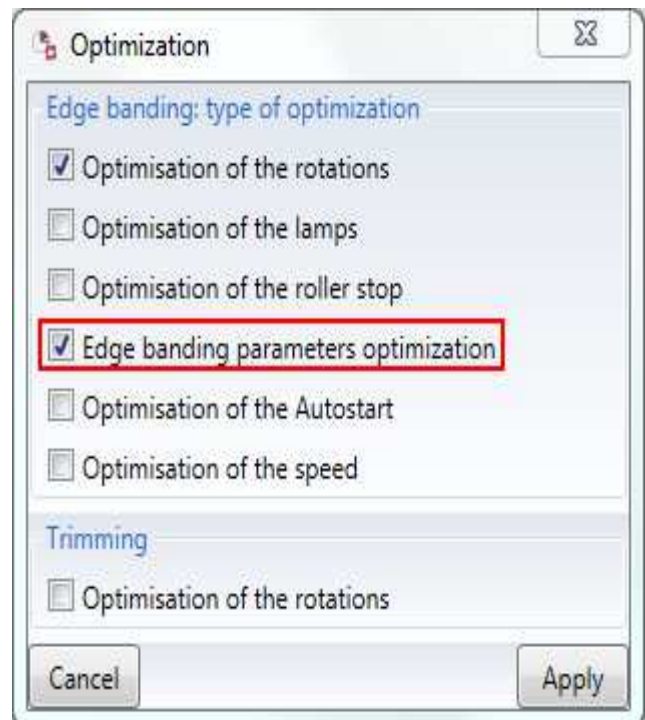 Optimization
Edge banding: type of optimization
Optimisation of the rotations
Optimisation of the lamps
Optimisation of the roller stop
Edge banding parameters optimization
Optimisation of the Autostart
Optimisation of the speed
Trimming
Optimisation of the rotations
Cancel Apply